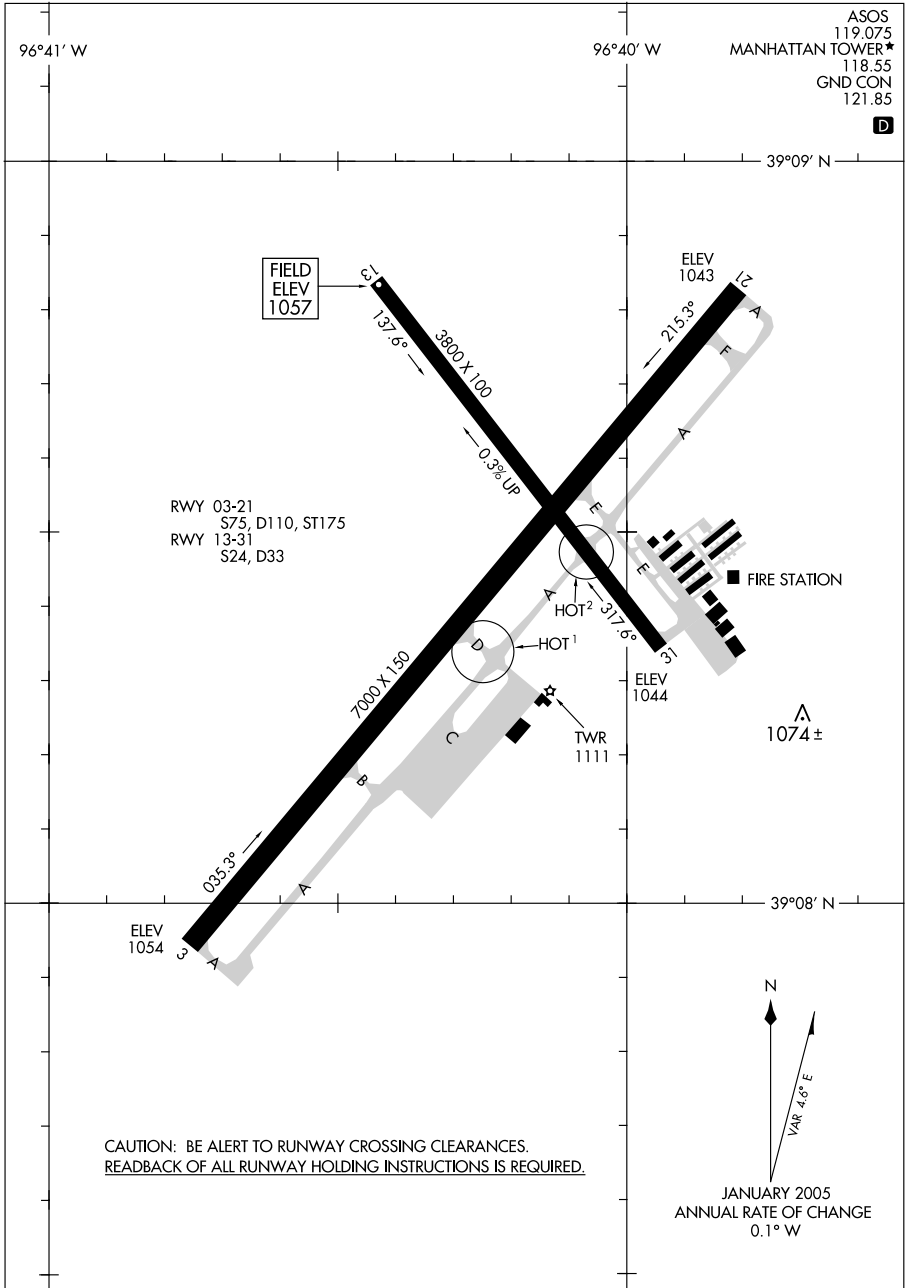 ASOS
119.075
MANHATTAN TOWER★
118.55
GND CON
121.85
D
96°41' W
96°40' W
39°09' N
FIELD
ELEV
1057
13
137.6°
3800 X 100
0.3% UP
ELEV
1043
21
215.3°
A
F
A
RWY 03-21
S75, D110, ST175
RWY 13-31
S24, D33
E
E
FIRE STATION
A
HOT 2
317.6°
D
HOT 1
31
ELEV
1044
7000 X 150
C
TWR
1111
1074 ±
B
035.3°
A
39°08' N
ELEV
1054
3
A
N
VAR 4.6° E
CAUTION: BE ALERT TO RUNWAY CROSSING CLEARANCES.
READBACK OF ALL RUNWAY HOLDING INSTRUCTIONS IS REQUIRED.
JANUARY 2005
ANNUAL RATE OF CHANGE
0.1° W